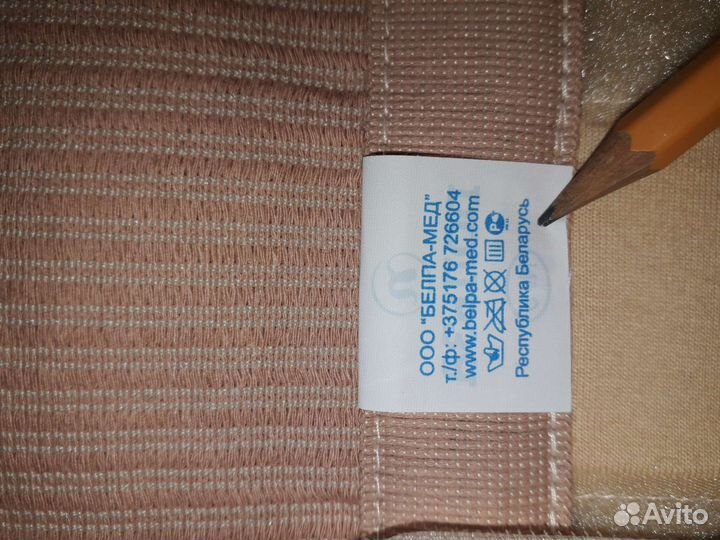 ООО "БЕЛПА-МЕД"
т./ф: +375176 726604
www.belpa-med.com
Республика Беларусь
Avito